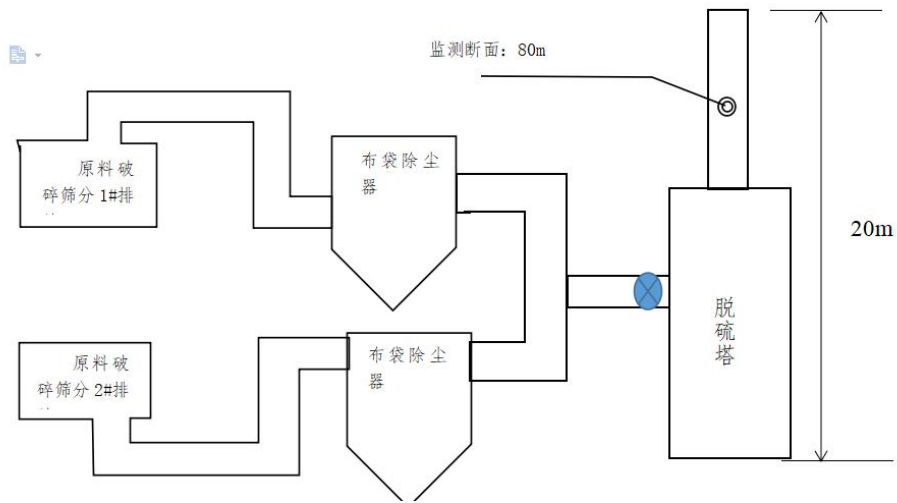 监测断面：80m
原料破
碎筛分 1#排
布袋除尘
器
20m
脱硫塔
原料破
碎筛分 2#排
布袋除尘
器